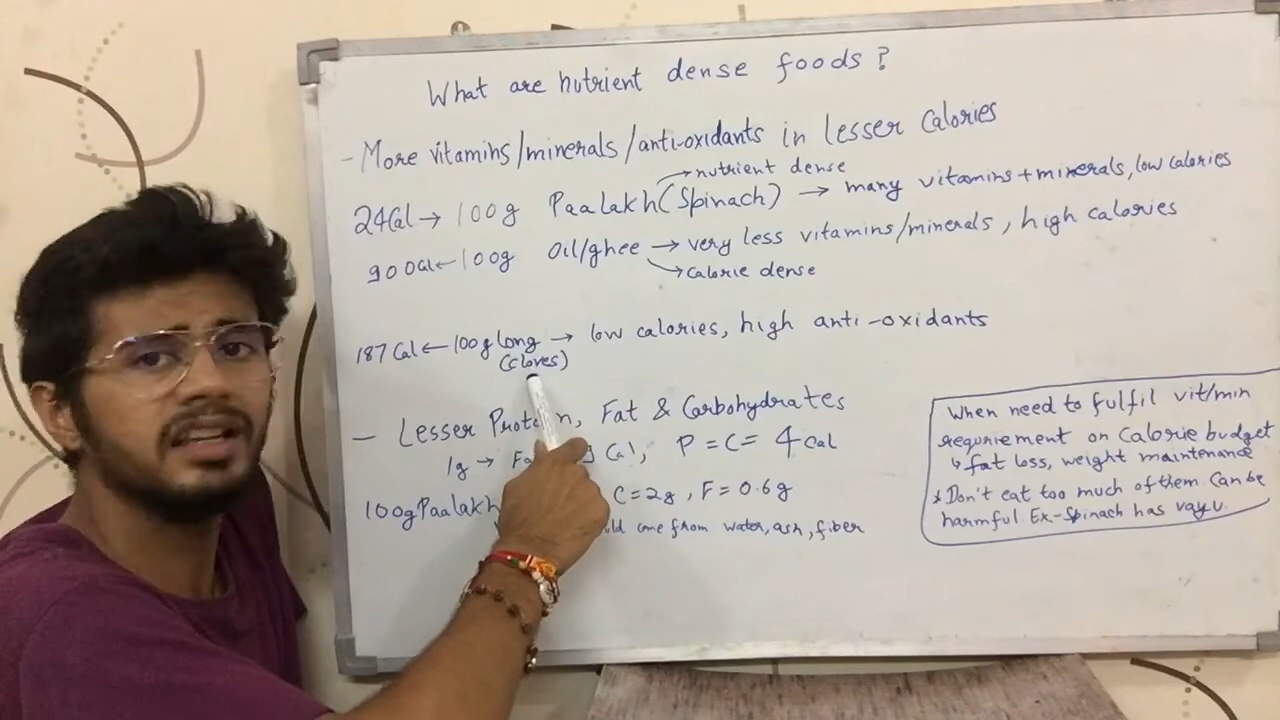 What are nutrient dense foods?
- More vitamins/minerals/anti-oxidants in lesser Calories
→ nutrient dense
24Cal → 100g Paalakh (Spinach) → many vitamins + minerals, low calories
900Cal ← 100g Oil/ghee → very less vitamins/minerals, high calories
→ Calorie dense
187 Cal ← 100g long → low calories, high anti-oxidants
(cloves)
- Lesser Protein, Fat & Carbohydrates
1g → Cal, P = C = 4 Cal
100g Paalakh C = 2g, F = 0.6g
come from water, ash, fiber
When need to fulfil vit/min
requriement on Calorie budget
↳ fat loss, weight maintenance
* Don't eat too much of them Can be
harmful Ex- Spinach has vayu.